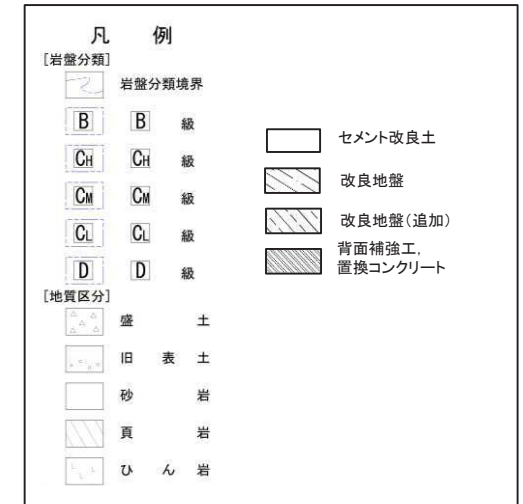 凡 例
[岩盤分類]
岩盤分類境界
B B 級
CH CH 級
CM CM 級
CL CL 級
D D 級
[地質区分]
盛 土
旧 表 土
砂 岩
頁 岩
ひ ん 岩
セメント改良土
改良地盤
改良地盤(追加)
背面補強工,
置換コンクリート